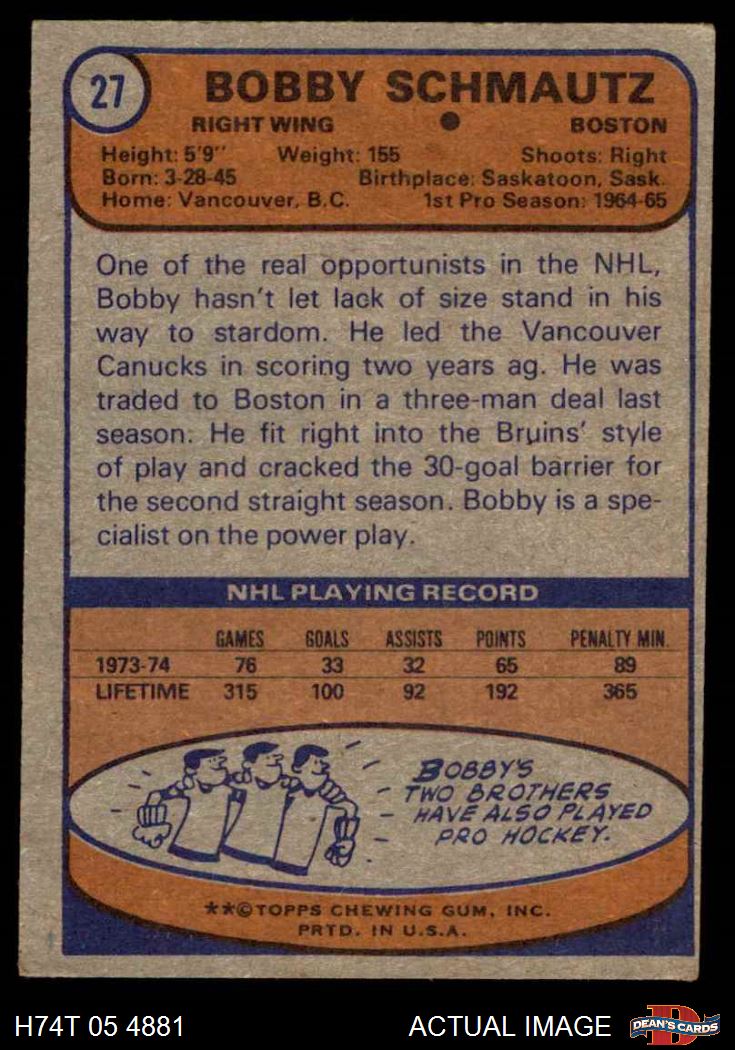 27
BOBBY SCHMAUTZ
RIGHT WING ● BOSTON
Height: 5'9" Weight: 155 Shoots: Right
Born: 3-28-45 Birthplace: Saskatoon, Sask.
Home: Vancouver, B.C. 1st Pro Season: 1964-65
One of the real opportunists in the NHL,
Bobby hasn't let lack of size stand in his
way to stardom. He led the Vancouver
Canucks in scoring two years ag. He was
traded to Boston in a three-man deal last
season. He fit right into the Bruins' style
of play and cracked the 30-goal barrier for
the second straight season. Bobby is a spe-
cialist on the power play.
NHL PLAYING RECORD
GAMES GOALS ASSISTS POINTS PENALTY MIN.
1973-74 76 33 32 65 89
LIFETIME 315 100 92 192 365
BOBBY'S
TWO BROTHERS
HAVE ALSO PLAYED
PRO HOCKEY.
**©TOPPS CHEWING GUM, INC.
PRTD. IN U.S.A.
H74T 05 4881 ACTUAL IMAGE
D
DEAN'S CARDS